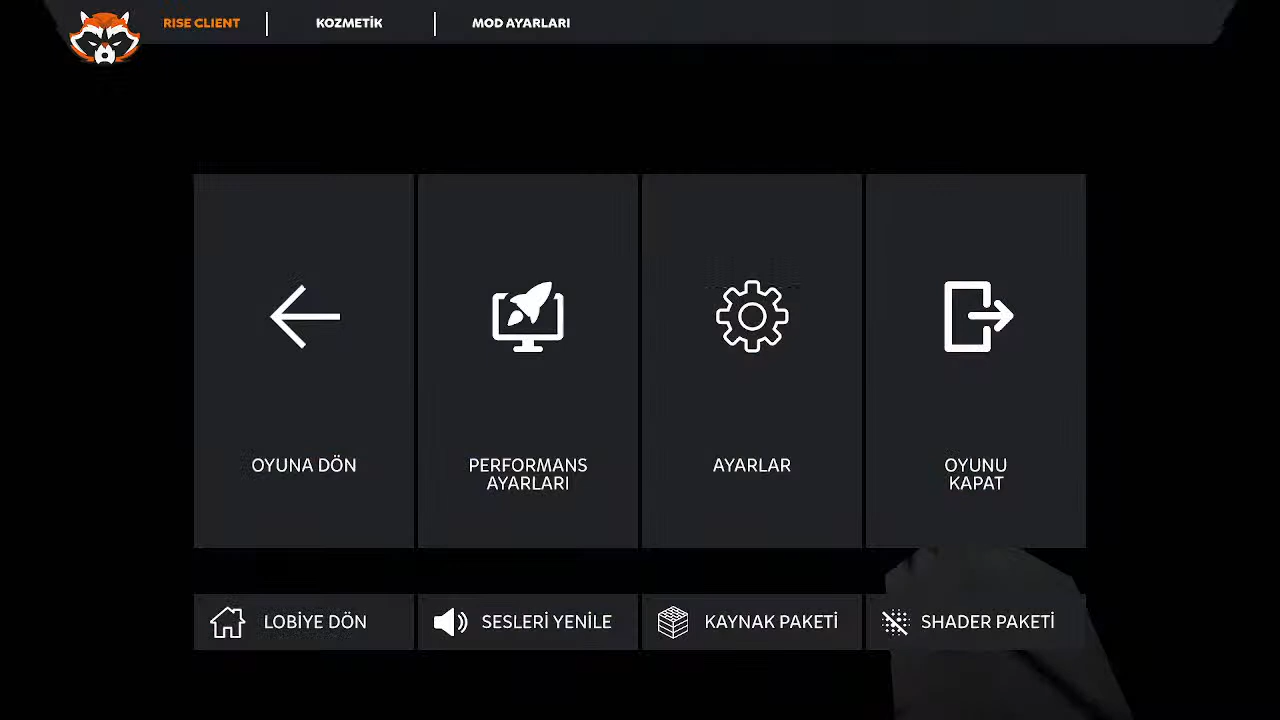 RISE CLIENT
KOZMETİK
MOD AYARLARI
OYUNA DÖN
PERFORMANS
AYARLARI
AYARLAR
OYUNU
KAPAT
LOBİYE DÖN
SESLERİ YENİLE
KAYNAK PAKETİ
SHADER PAKETİ